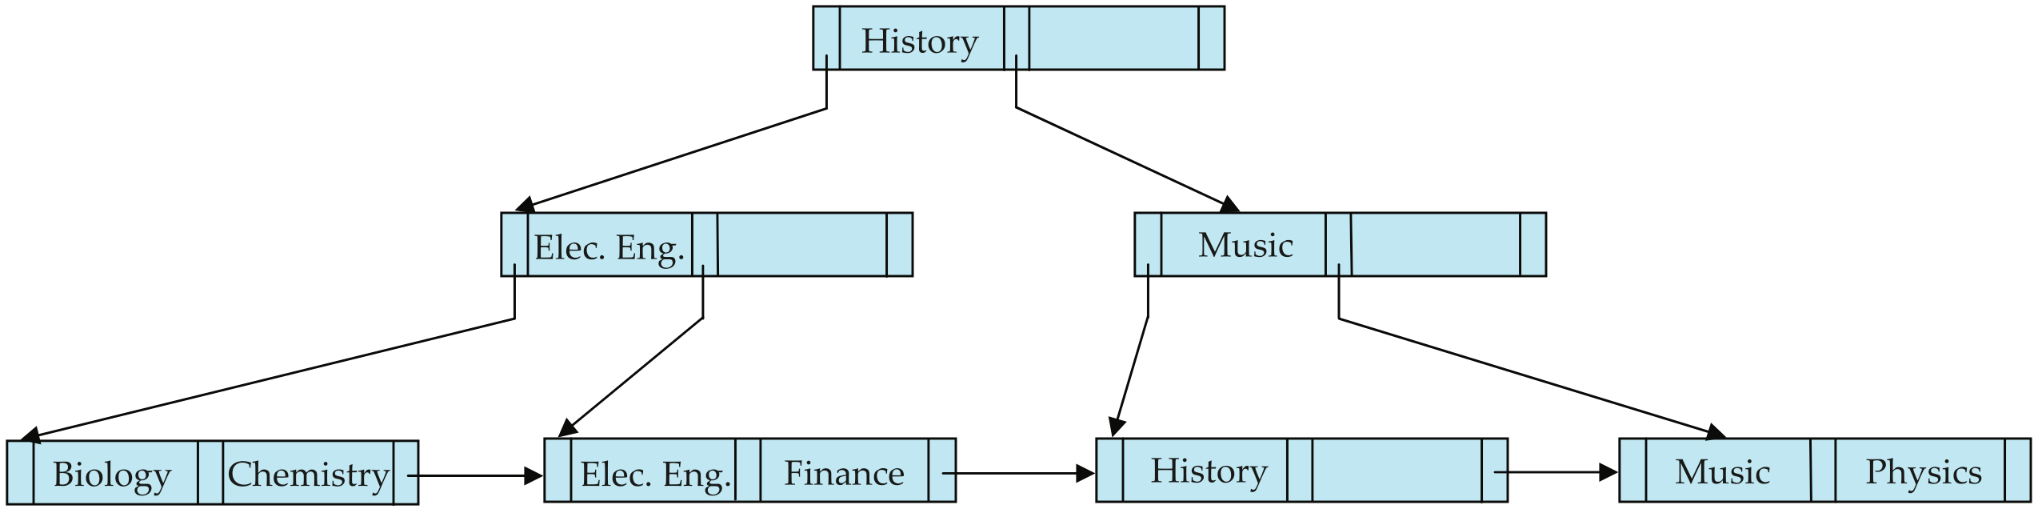 History
Elec. Eng.
Music
Biology
Chemistry
Elec. Eng.
Finance
History
Music
Physics